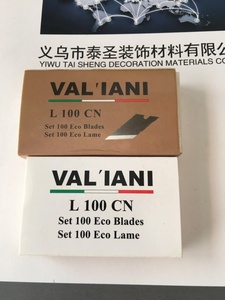 义乌市泰圣装饰材料有限公
YIWU TAI SHENG DECORATION MATERIALS CO
VAL'IANI
L 100 CN
Set 100 Eco Blades
Set 100 Eco Lame
VAL'IANI
L 100 CN
Set 100 Eco Blades
Set 100 Eco Lame